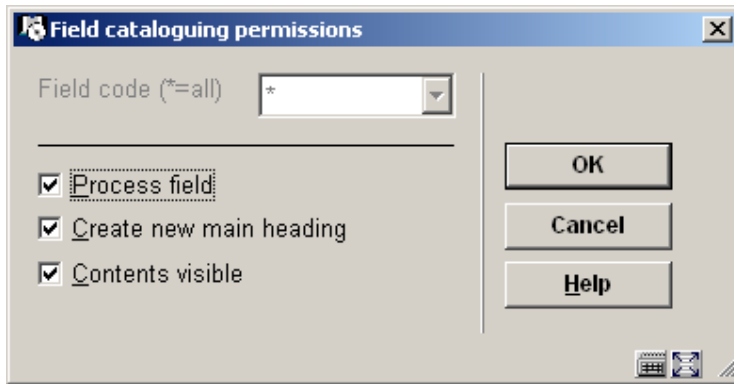 Field cataloguing permissions
Field code (*=all) *
Process field
Create new main heading
Contents visible
OK
Cancel
Help